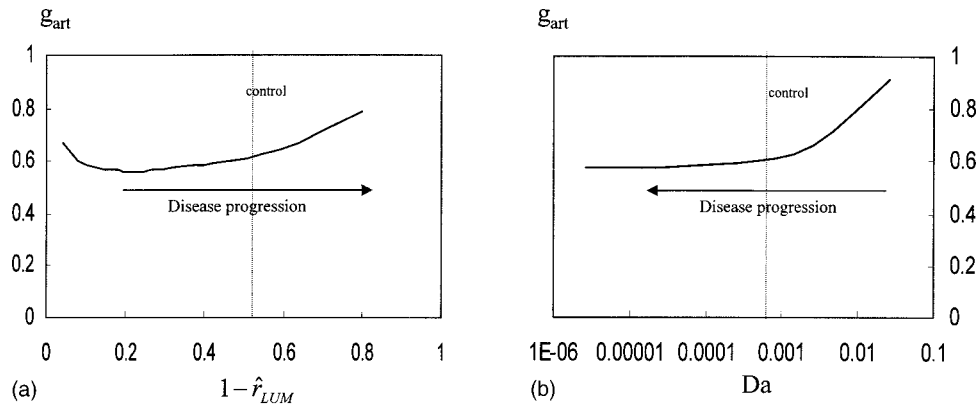 g_art
1
0.8
0.6
0.4
0.2
0
control
Disease progression
0 0.2 0.4 0.6 0.8 1
(a) 1 − r̂_LUM
g_art
1
0.8
0.6
0.4
0.2
0
control
Disease progression
1E-06 0.00001 0.0001 0.001 0.01 0.1
(b) Da